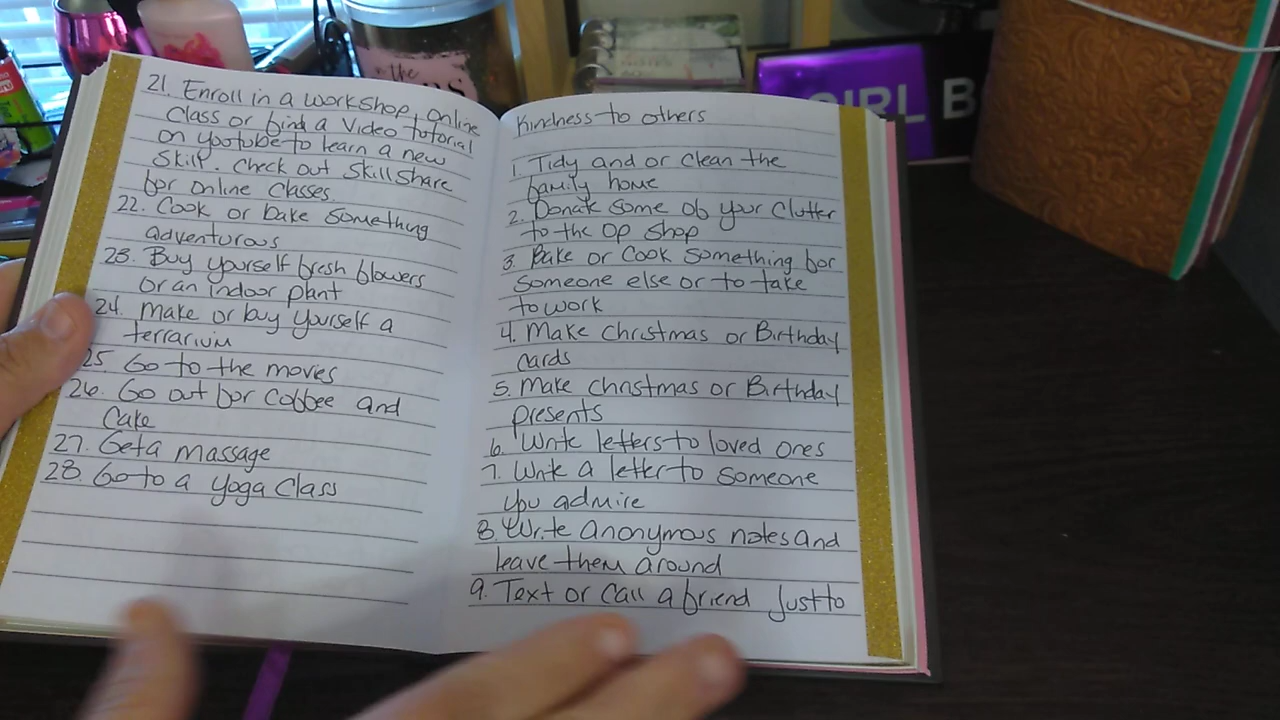 21. Enroll in a workshop, online
class or find a video tutorial
on youtube to learn a new
skill. Check out Skillshare
for online classes.
22. Cook or bake something
adventurous
23. Buy yourself fresh flowers
or an indoor plant
24. Make or buy yourself a
terrarium
25. Go to the moves
26. Go out for coffee and
cake
27. Get a massage
28. Go to a yoga class
Kindness to others
1. Tidy and or clean the
family home
2. Donate some of your clutter
to the op shop
3. Bake or cook something for
someone else or to take
to work
4. Make christmas or Birthday
cards
5. Make christmas or Birthday
presents
6. Write letters to loved ones
7. Write a letter to someone
you admire
8. Write anonymous notes and
leave them around
9. Text or call a friend just to
the
GIRL B